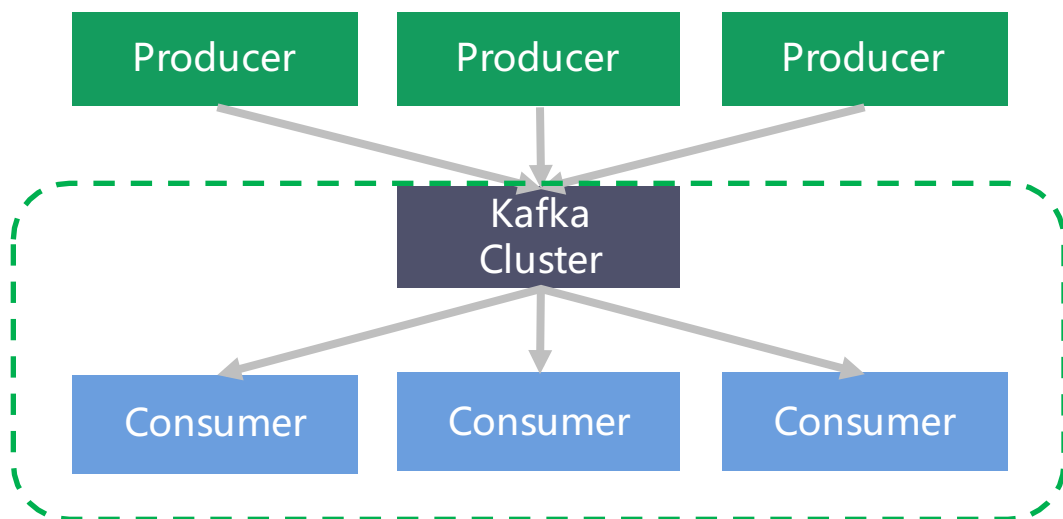 Producer
Producer
Producer
Kafka
Cluster
Consumer
Consumer
Consumer